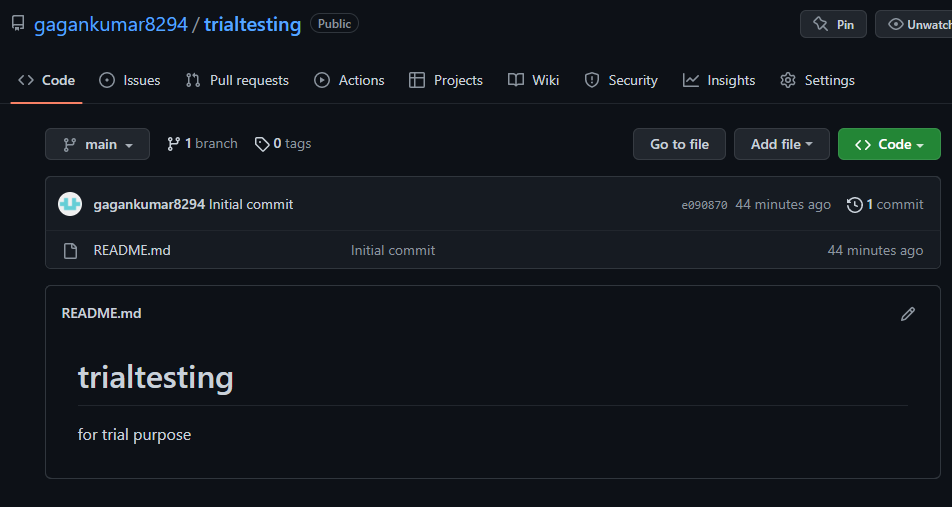 gagankumar8294 / trialtesting Public Pin Unwatch
Code Issues Pull requests Actions Projects Wiki Security Insights Settings
main 1 branch 0 tags Go to file Add file Code
gagankumar8294 Initial commit e090870 44 minutes ago 1 commit
README.md Initial commit 44 minutes ago
README.md
trialtesting
for trial purpose